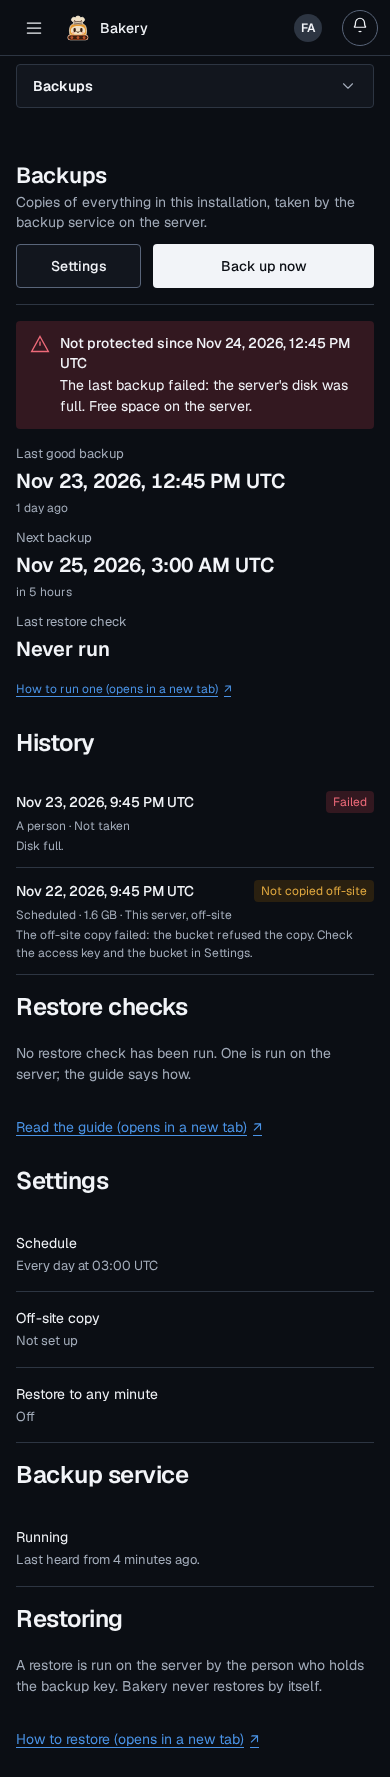 Bakery
FA
Backups
Backups
Copies of everything in this installation, taken by the
backup service on the server.
Settings
Back up now
Not protected since Nov 24, 2026, 12:45 PM
UTC
The last backup failed: the server's disk was
full. Free space on the server.
Last good backup
Nov 23, 2026, 12:45 PM UTC
1 day ago
Next backup
Nov 25, 2026, 3:00 AM UTC
in 5 hours
Last restore check
Never run
How to run one (opens in a new tab) ↗
History
Nov 23, 2026, 9:45 PM UTC
Failed
A person · Not taken
Disk full.
Nov 22, 2026, 9:45 PM UTC
Not copied off-site
Scheduled · 1.6 GB · This server, off-site
The off-site copy failed: the bucket refused the copy. Check
the access key and the bucket in Settings.
Restore checks
No restore check has been run. One is run on the
server; the guide says how.
Read the guide (opens in a new tab) ↗
Settings
Schedule
Every day at 03:00 UTC
Off-site copy
Not set up
Restore to any minute
Off
Backup service
Running
Last heard from 4 minutes ago.
Restoring
A restore is run on the server by the person who holds
the backup key. Bakery never restores by itself.
How to restore (opens in a new tab) ↗